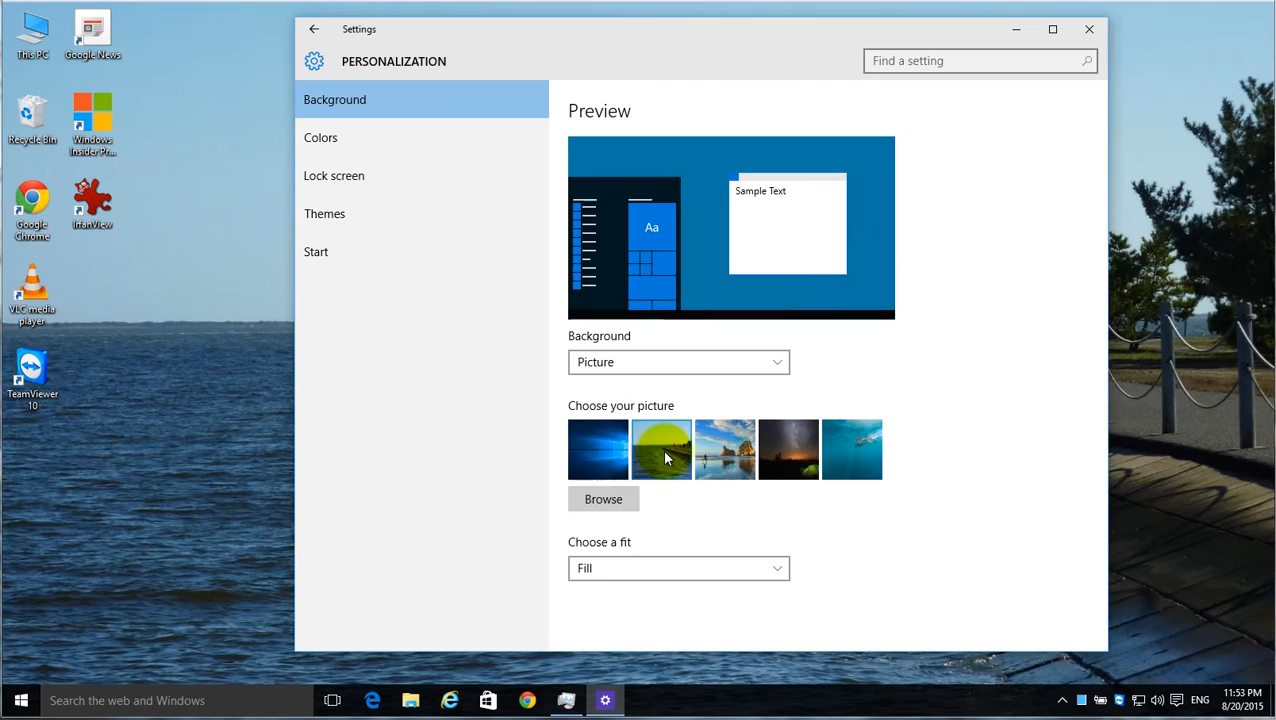 This PC
Google News
Recycle Bin
Windows
Insider Pr...
Google
Chrome
IrfanView
VLC media
player
TeamViewer
10
Settings
PERSONALIZATION
Find a setting
Background
Colors
Lock screen
Themes
Start
Preview
Sample Text
Aa
Background
Picture
Choose your picture
Browse
Choose a fit
Fill
Search the web and Windows
ENG
11:53 PM
8/20/2015